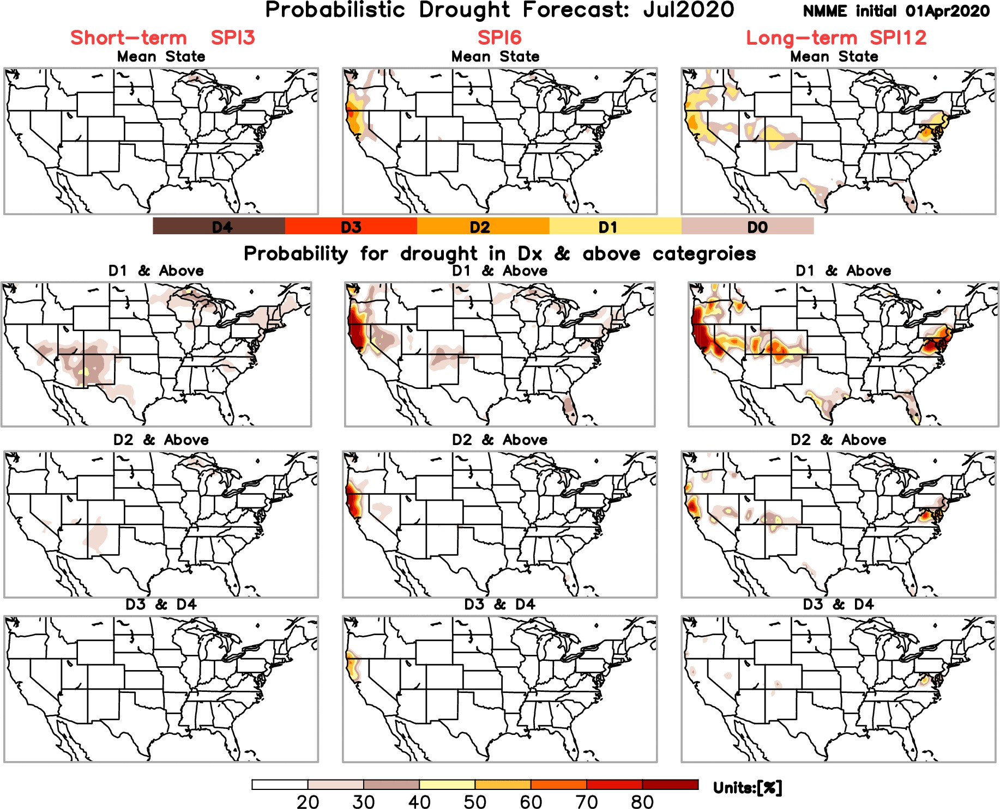 Probabilistic Drought Forecast: Jul2020 NMME initial 01Apr2020
Short-term SPI3 SPI6 Long-term SPI12
Mean State Mean State Mean State
D4 D3 D2 D1 D0
Probability for drought in Dx & above categroies
D1 & Above D1 & Above D1 & Above
D2 & Above D2 & Above D2 & Above
D3 & D4 D3 & D4 D3 & D4
Units:[%]
20 30 40 50 60 70 80